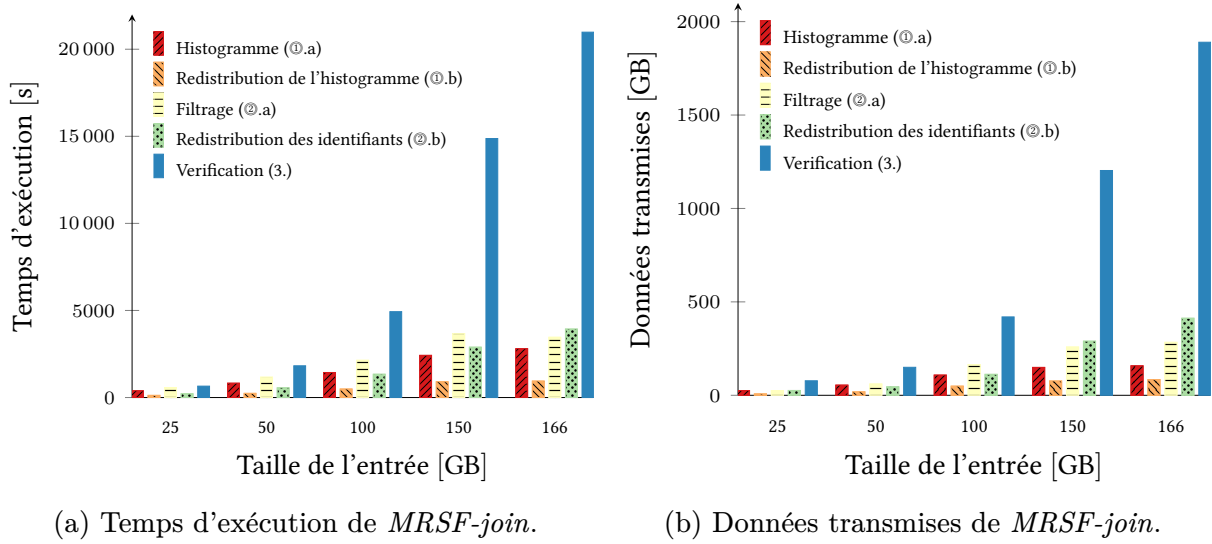 Temps d'exécution [s]
20 000
15 000
10 000
5000
0
Histogramme (①.a)
Redistribution de l'histogramme (①.b)
Filtrage (②.a)
Redistribution des identifiants (②.b)
Verification (3.)
25 50 100 150 166
Taille de l'entrée [GB]
(a) Temps d'exécution de MRSF-join.
Données transmises [GB]
2000
1500
1000
500
0
Histogramme (①.a)
Redistribution de l'histogramme (①.b)
Filtrage (②.a)
Redistribution des identifiants (②.b)
Verification (3.)
25 50 100 150 166
Taille de l'entrée [GB]
(b) Données transmises de MRSF-join.